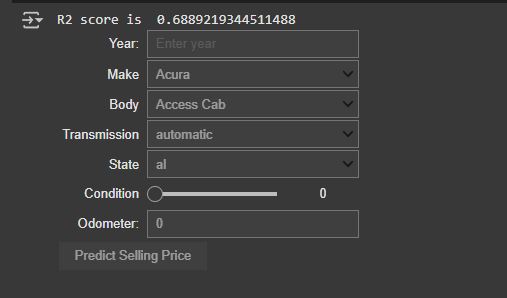 R2 score is 0.6889219344511488
Year: Enter year
Make Acura
Body Access Cab
Transmission automatic
State al
Condition 0
Odometer: 0
Predict Selling Price